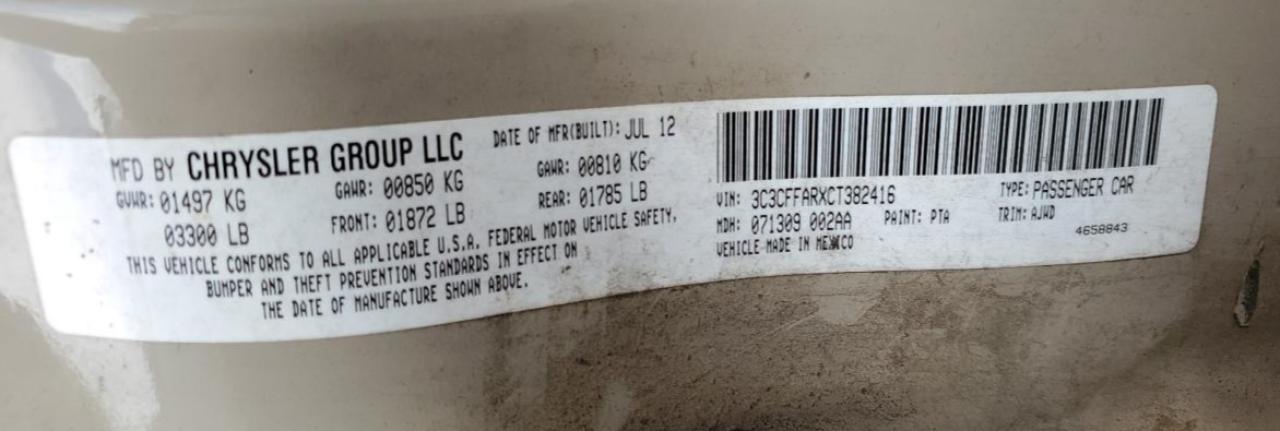 MFD BY CHRYSLER GROUP LLC DATE OF MFR(BUILT): JUL 12
GVWR: 01497 KG GAWR: 00850 KG GAWR: 00810 KG
03300 LB FRONT: 01872 LB REAR: 01785 LB
THIS VEHICLE CONFORMS TO ALL APPLICABLE U.S.A. FEDERAL MOTOR VEHICLE SAFETY,
BUMPER AND THEFT PREVENTION STANDARDS IN EFFECT ON
THE DATE OF MANUFACTURE SHOWN ABOVE.
VIN: 3C3CFFARXCT382416 TYPE: PASSENGER CAR
MDH: 071309 002AA PAINT: PTA TRIM: AJWD
VEHICLE MADE IN MEXICO 4658843